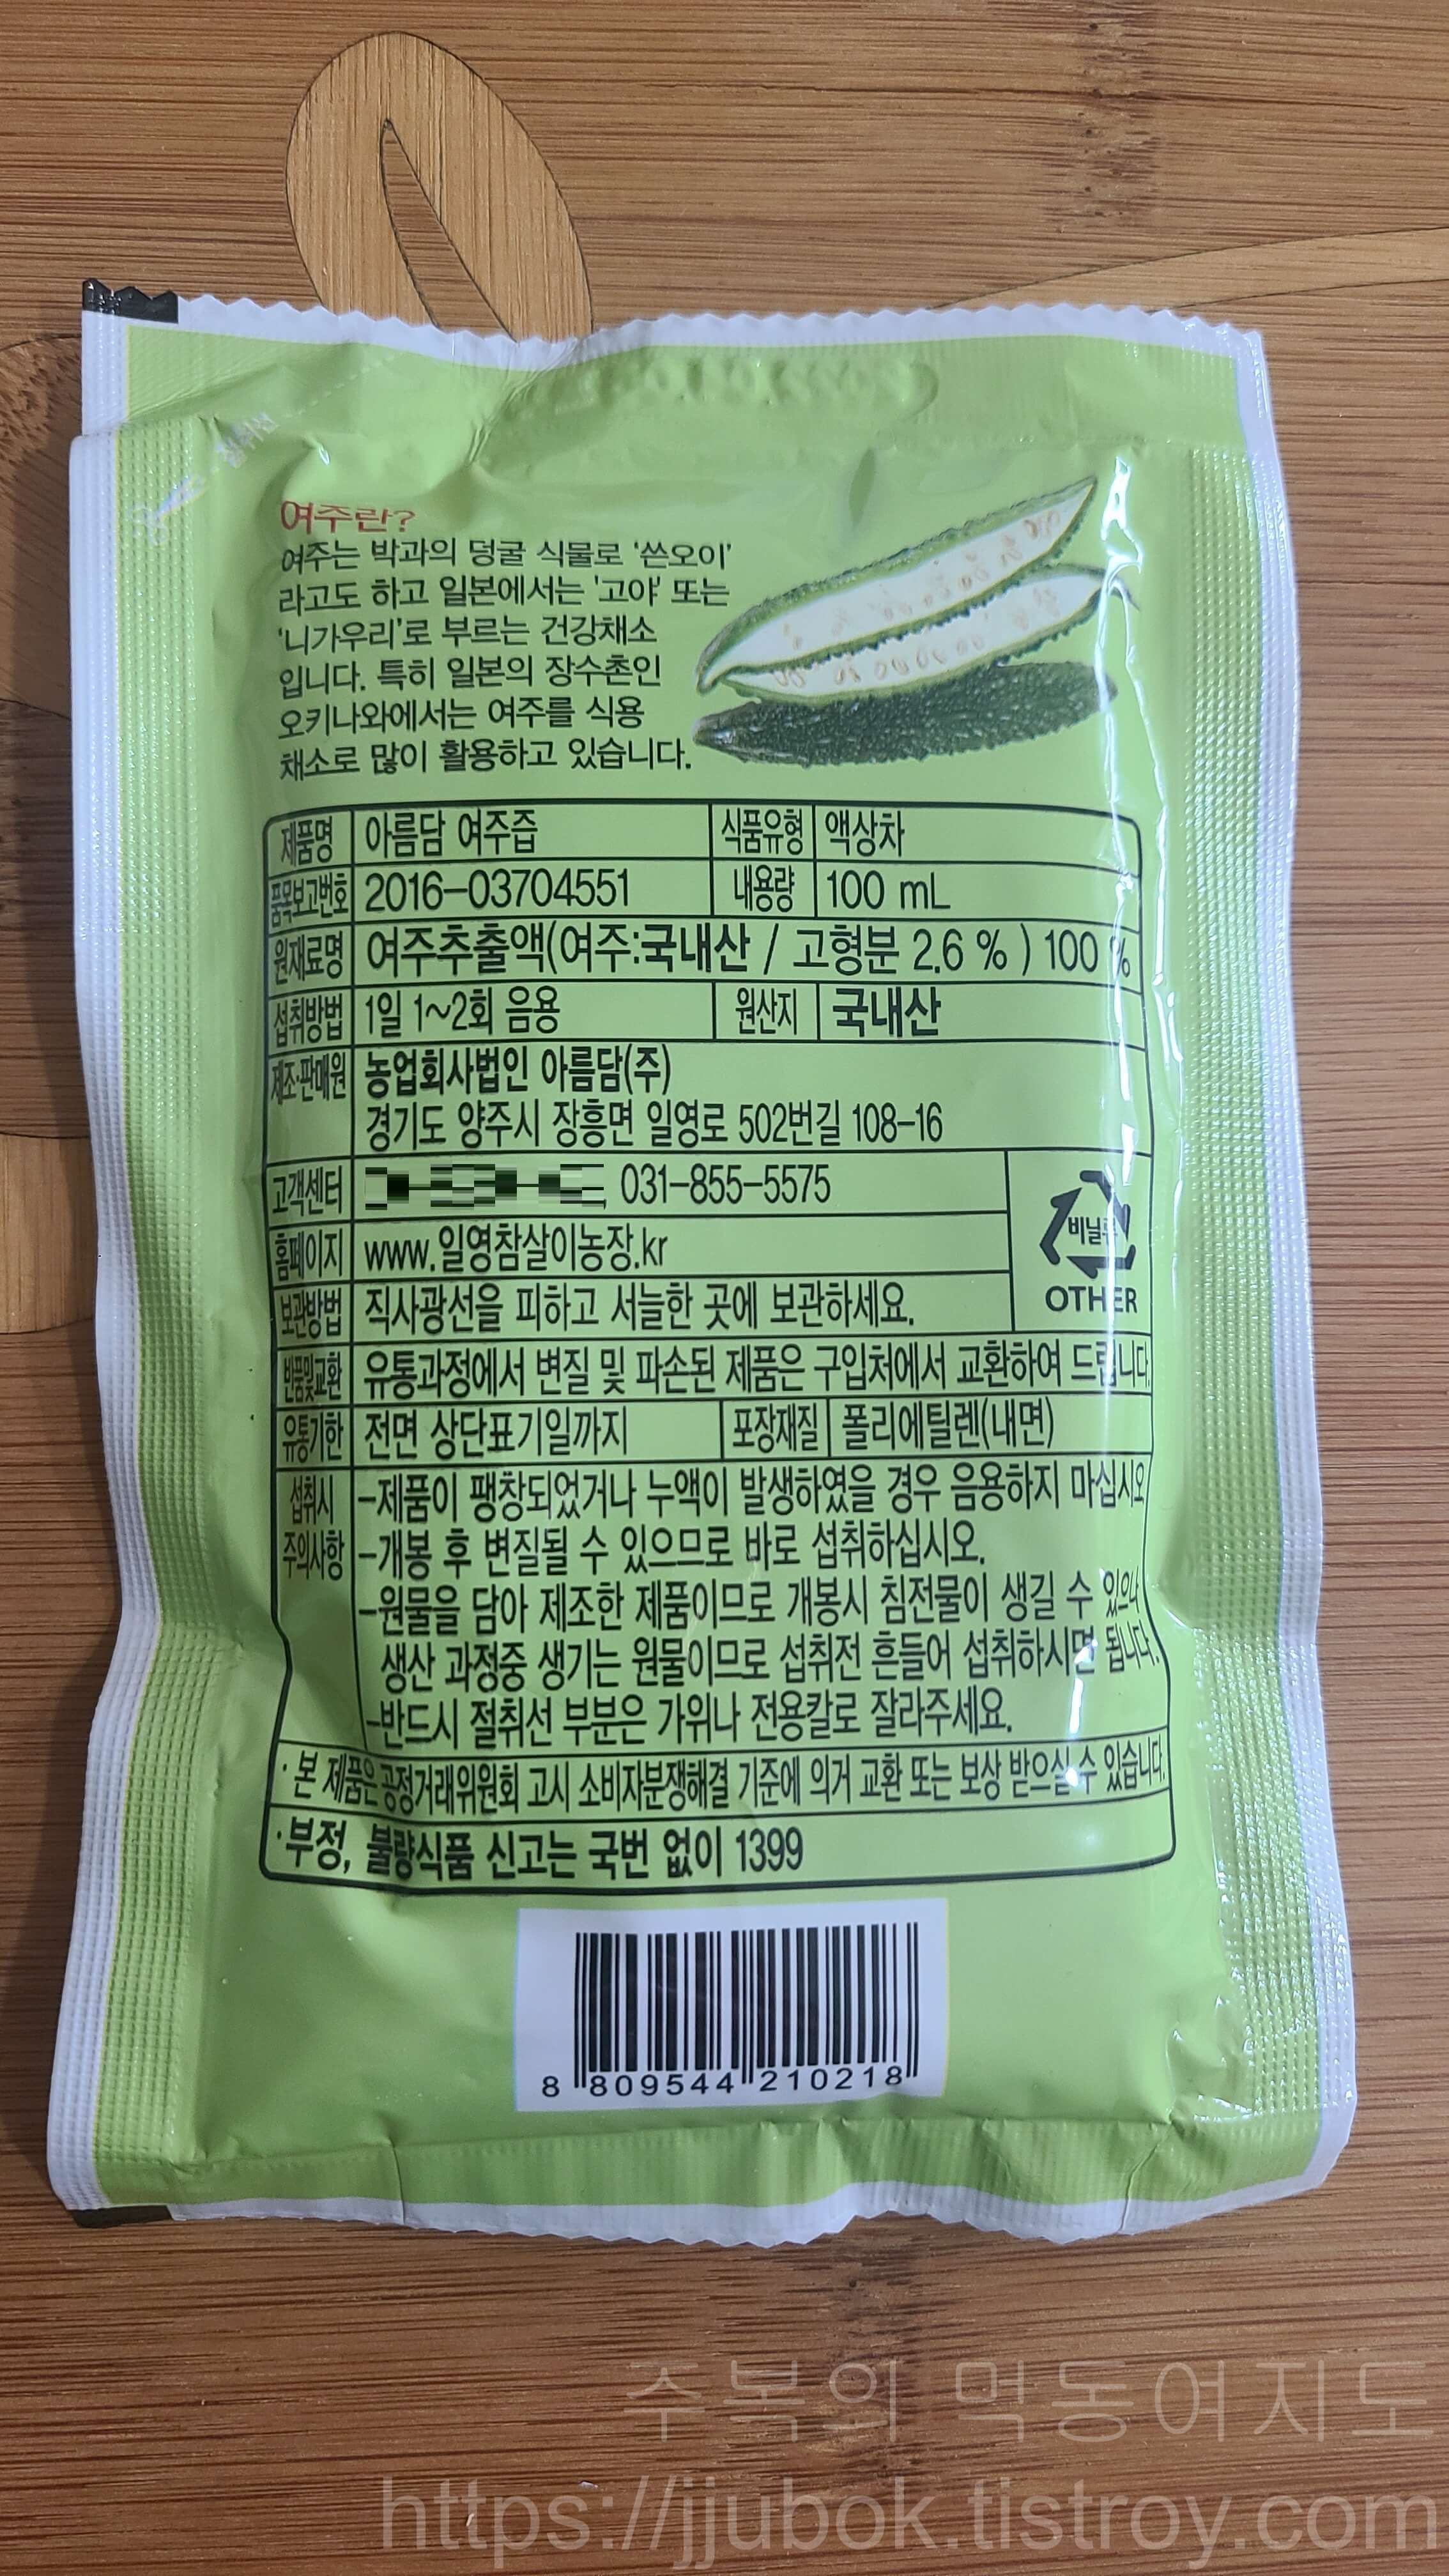 절취선
여주란?
여주는 박과의 덩굴 식물로 '쓴오이'
라고도 하고 일본에서는 '고야' 또는
'니가우리'로 부르는 건강채소
입니다. 특히 일본의 장수촌인
오키나와에서는 여주를 식용
채소로 많이 활용하고 있습니다.
제품명 아름담 여주즙 식품유형 액상차
품목보고번호 2016-03704551 내용량 100 mL
원재료명 여주추출액(여주:국내산 / 고형분 2.6 % ) 100 %
섭취방법 1일 1~2회 음용 원산지 국내산
제조·판매원 농업회사법인 아름담(주)
경기도 양주시 장흥면 일영로 502번길 108-16
고객센터 031-855-5575
홈페이지 www.일영참살이농장.kr
비닐류
OTHER
보관방법 직사광선을 피하고 서늘한 곳에 보관하세요.
반품및교환 유통과정에서 변질 및 파손된 제품은 구입처에서 교환하여 드립니다
유통기한 전면 상단표기일까지 포장재질 폴리에틸렌(내면)
섭취시 -제품이 팽창되었거나 누액이 발생하였을 경우 음용하지 마십시오
주의사항 -개봉 후 변질될 수 있으므로 바로 섭취하십시오.
-원물을 담아 제조한 제품이므로 개봉시 침전물이 생길 수 있으나
생산 과정중 생기는 원물이므로 섭취전 흔들어 섭취하시면 됩니다.
-반드시 절취선 부분은 가위나 전용칼로 잘라주세요.
·본 제품은 공정거래위원회 고시 소비자분쟁해결 기준에 의거 교환 또는 보상 받으실 수 있습니다.
·부정, 불량식품 신고는 국번 없이 1399
8 809544 210218
주복의 먹동여지도
https://jjubok.tistroy.com